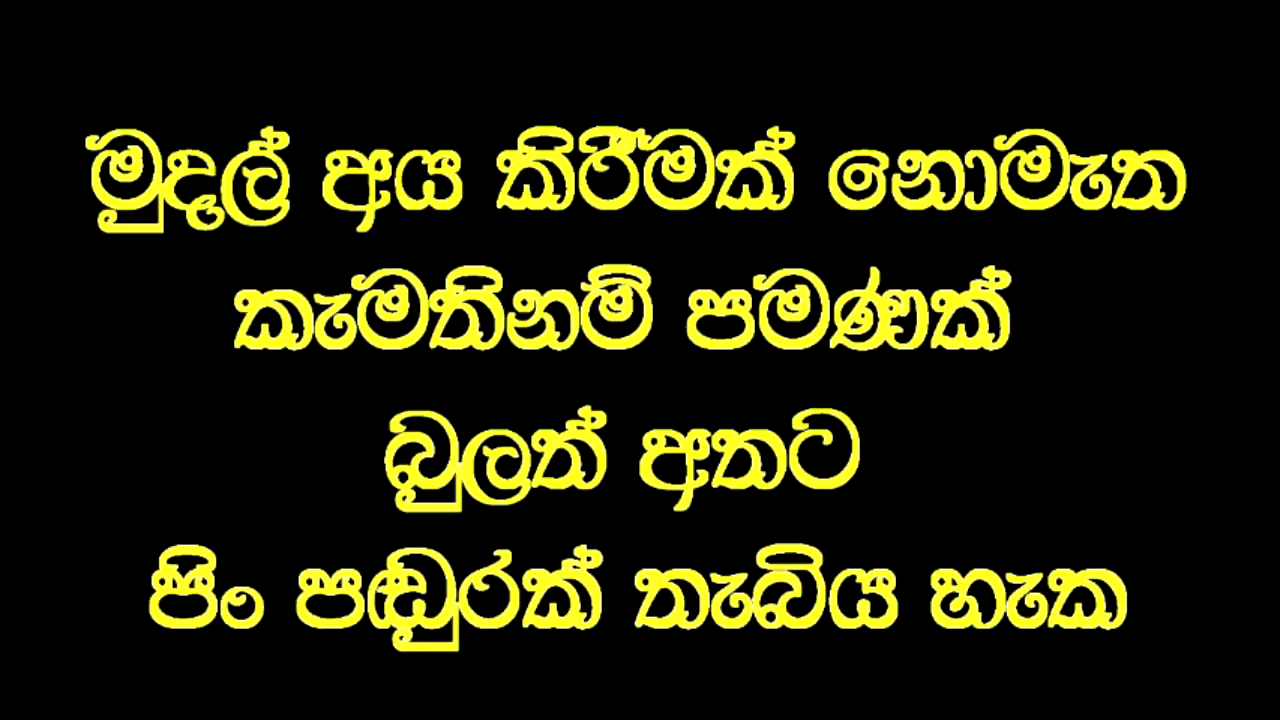 මුදල් අය කිරීමක් නොමැත
කැමතිනම් පමණක්
බුලත් අතට
පිං පඬුරක් තැබිය හැක